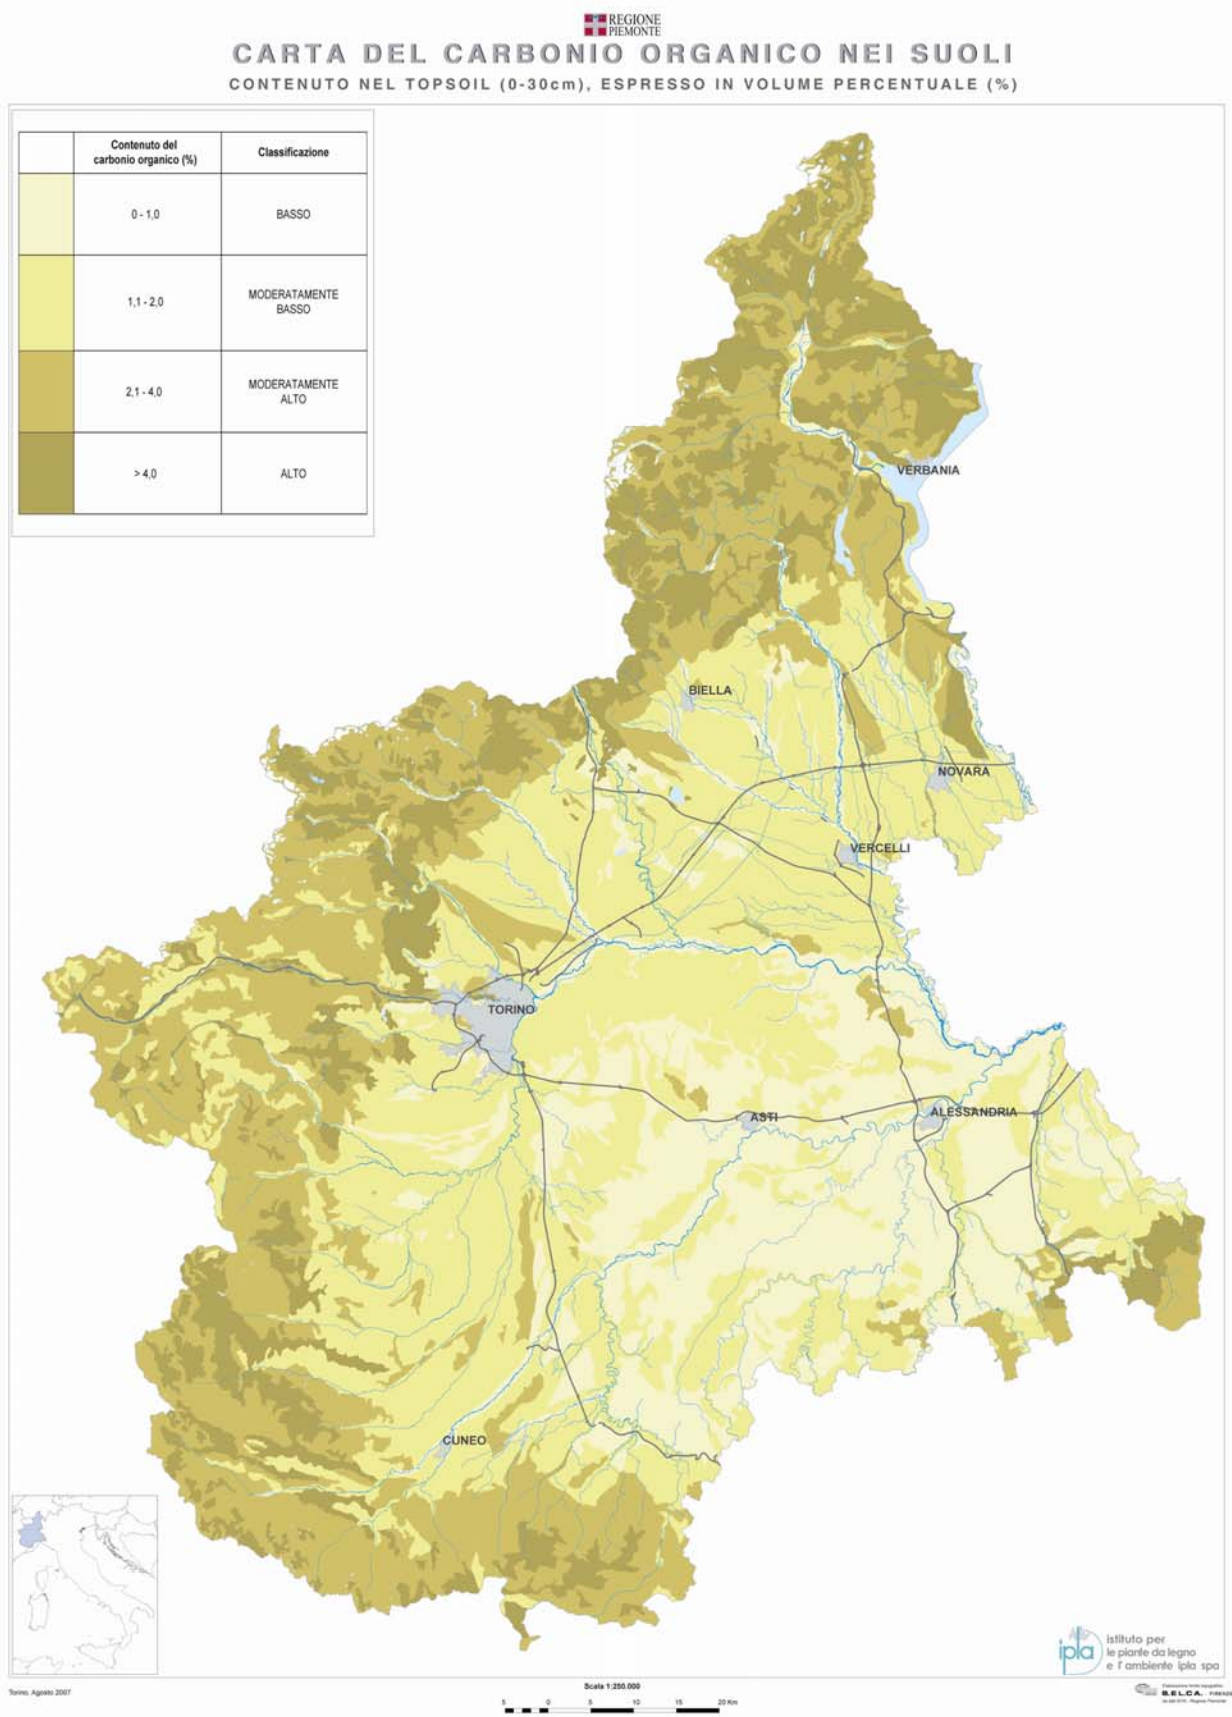 REGIONE
PIEMONTE
CARTA DEL CARBONIO ORGANICO NEI SUOLI
CONTENUTO NEL TOPSOIL (0-30cm), ESPRESSO IN VOLUME PERCENTUALE (%)
Contenuto del
carbonio organico (%)
Classificazione
0 - 1,0
BASSO
1,1 - 2,0
MODERATAMENTE
BASSO
2,1 - 4,0
MODERATAMENTE
ALTO
> 4,0
ALTO
VERBANIA
BIELLA
NOVARA
VERCELLI
TORINO
ASTI
ALESSANDRIA
CUNEO
ipla
istituto per
le piante da legno
e l'ambiente ipla spa
Torino, Agosto 2007
Scala 1:250.000
5 0 5 10 15 20 Km
S.EL.CA. - FIRENZE